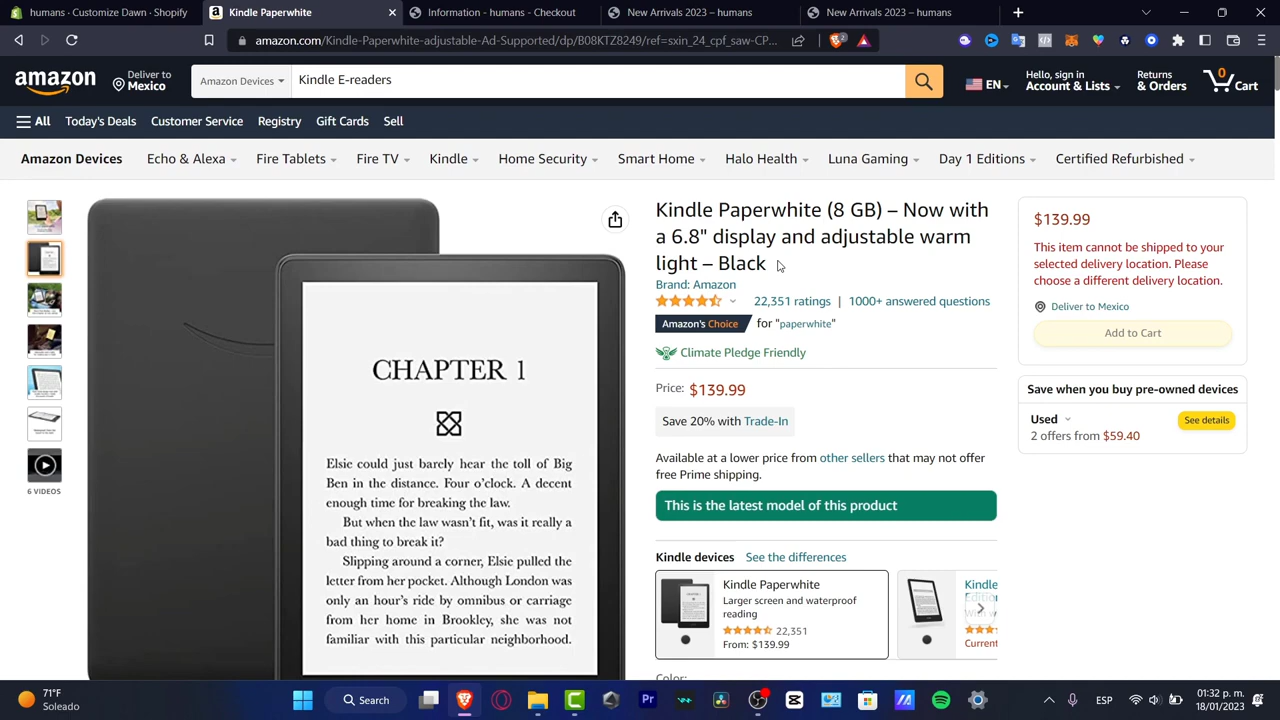 humans - Customize Dawn - Shopify
Kindle Paperwhite
Information - humans - Checkout
New Arrivals 2023 – humans
New Arrivals 2023 – humans
amazon.com/Kindle-Paperwhite-adjustable-Ad-Supported/dp/B08KTZ8249/ref=sxin_24_cpf_saw-CP...
2
amazon
Deliver to
Mexico
Amazon Devices
Kindle E-readers
EN
Hello, sign in
Account & Lists
Returns
& Orders
0
Cart
All
Today's Deals
Customer Service
Registry
Gift Cards
Sell
Amazon Devices
Echo & Alexa
Fire Tablets
Fire TV
Kindle
Home Security
Smart Home
Halo Health
Luna Gaming
Day 1 Editions
Certified Refurbished
6 VIDEOS
CHAPTER 1
Elsie could just barely hear the toll of Big
Ben in the distance. Four o'clock. A decent
enough time for breaking the law.
But when the law wasn't fit, was it really a
bad thing to break it?
Slipping around a corner, Elsie pulled the
letter from her pocket. Although London was
only an hour's ride by omnibus or carriage
from her home in Brookley, she was not
familiar with this particular neighborhood.
Kindle Paperwhite (8 GB) – Now with
a 6.8" display and adjustable warm
light – Black
Brand: Amazon
22,351 ratings | 1000+ answered questions
Amazon's Choice for "paperwhite"
Climate Pledge Friendly
Price: $139.99
Save 20% with Trade-In
Available at a lower price from other sellers that may not offer
free Prime shipping.
This is the latest model of this product
Kindle devices See the differences
Kindle Paperwhite
Larger screen and waterproof
reading
22,351
From: $139.99
Kindle
Current
Color:
$139.99
This item cannot be shipped to your
selected delivery location. Please
choose a different delivery location.
Deliver to Mexico
Add to Cart
Save when you buy pre-owned devices
Used
2 offers from $59.40
See details
71°F
Soleado
Search
Pr
ESP
01:32 p. m.
18/01/2023